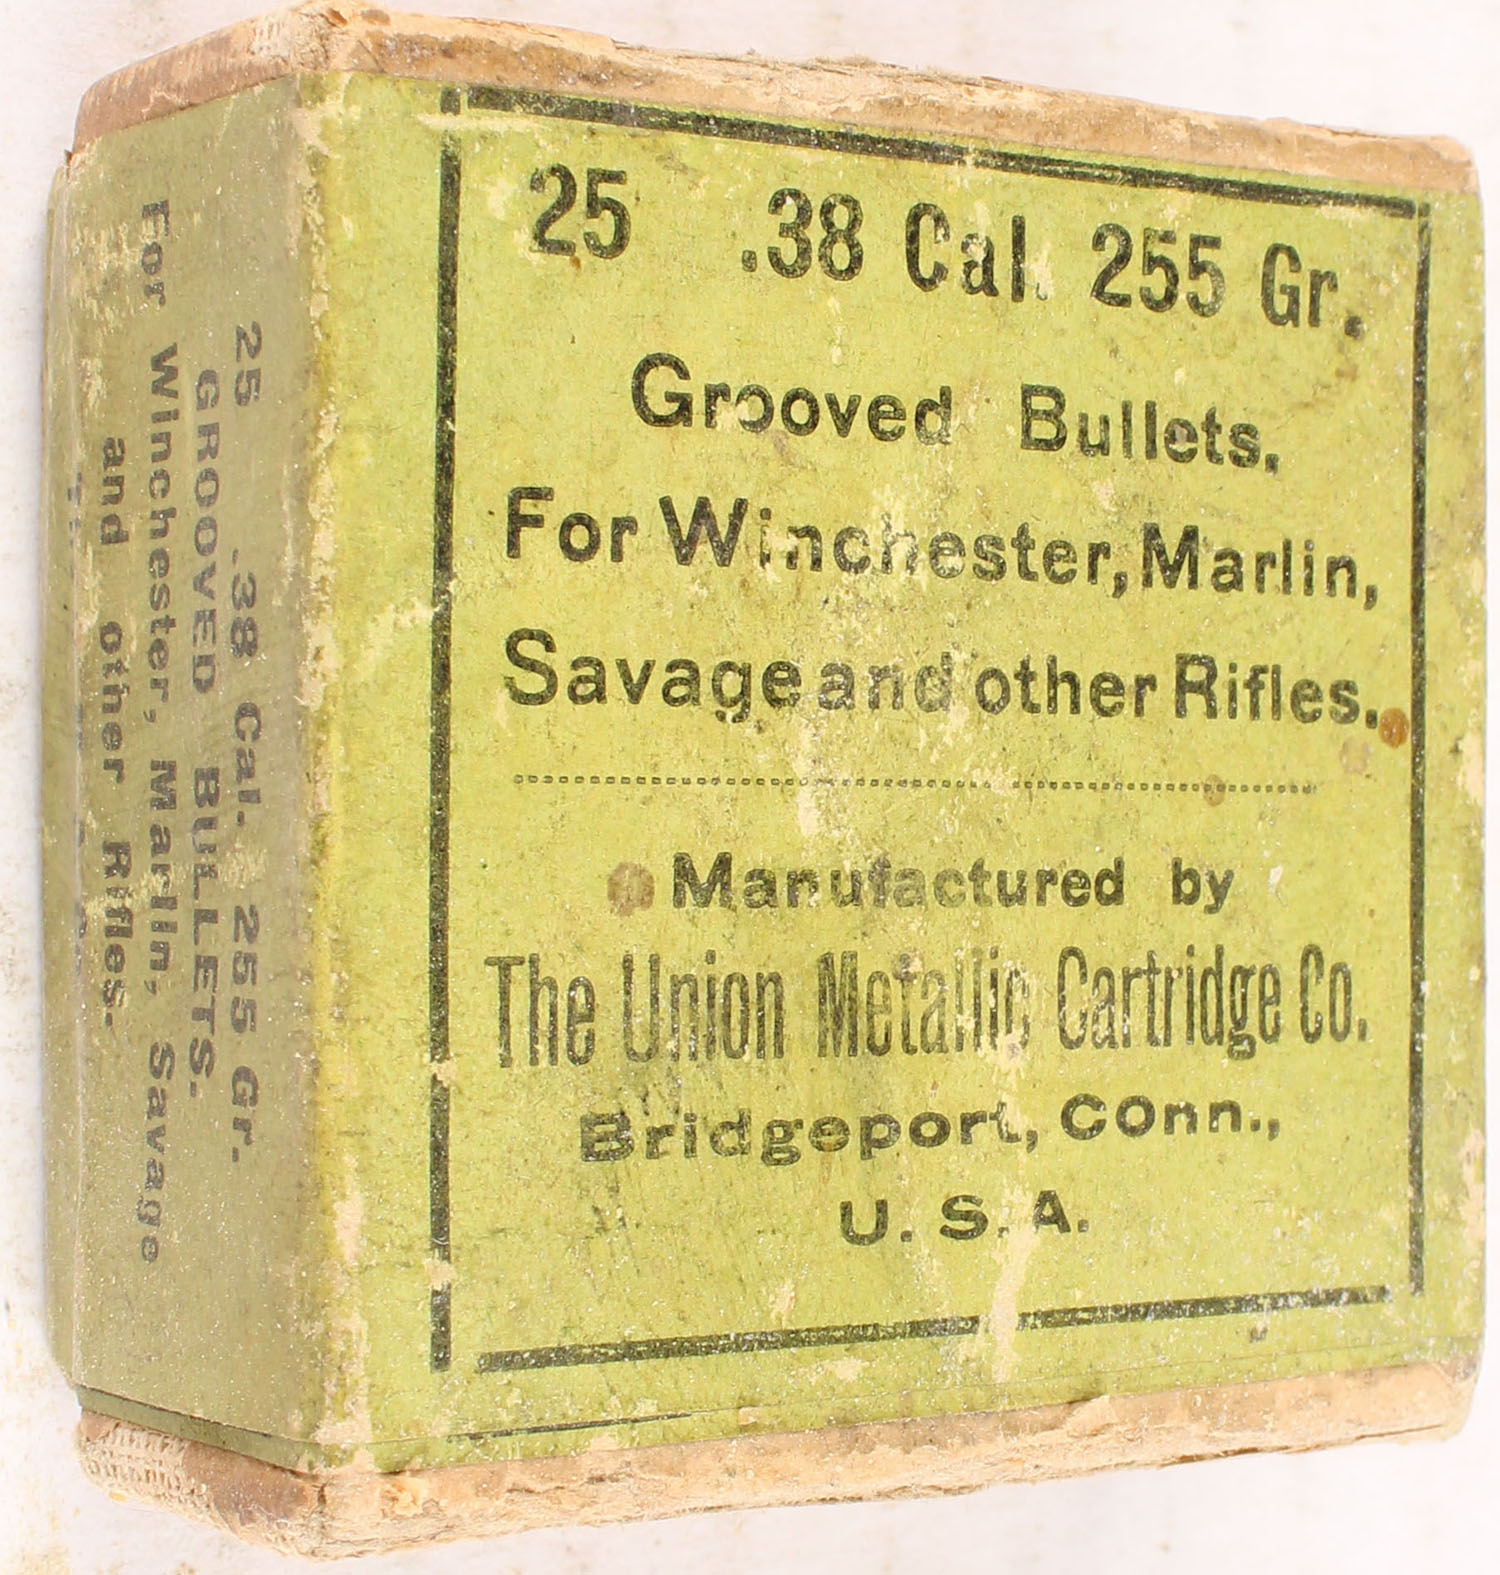 25 .38 Cal. 255 Gr.
Grooved Bullets.
For Winchester, Marlin,
Savage and other Rifles.
Manufactured by
The Union Metallic Cartridge Co.
Bridgeport, Conn.,
U. S. A.
25 .38 Cal. 255 Gr.
GROOVED BULLETS.
For Winchester, Marlin, Savage
and other Rifles.